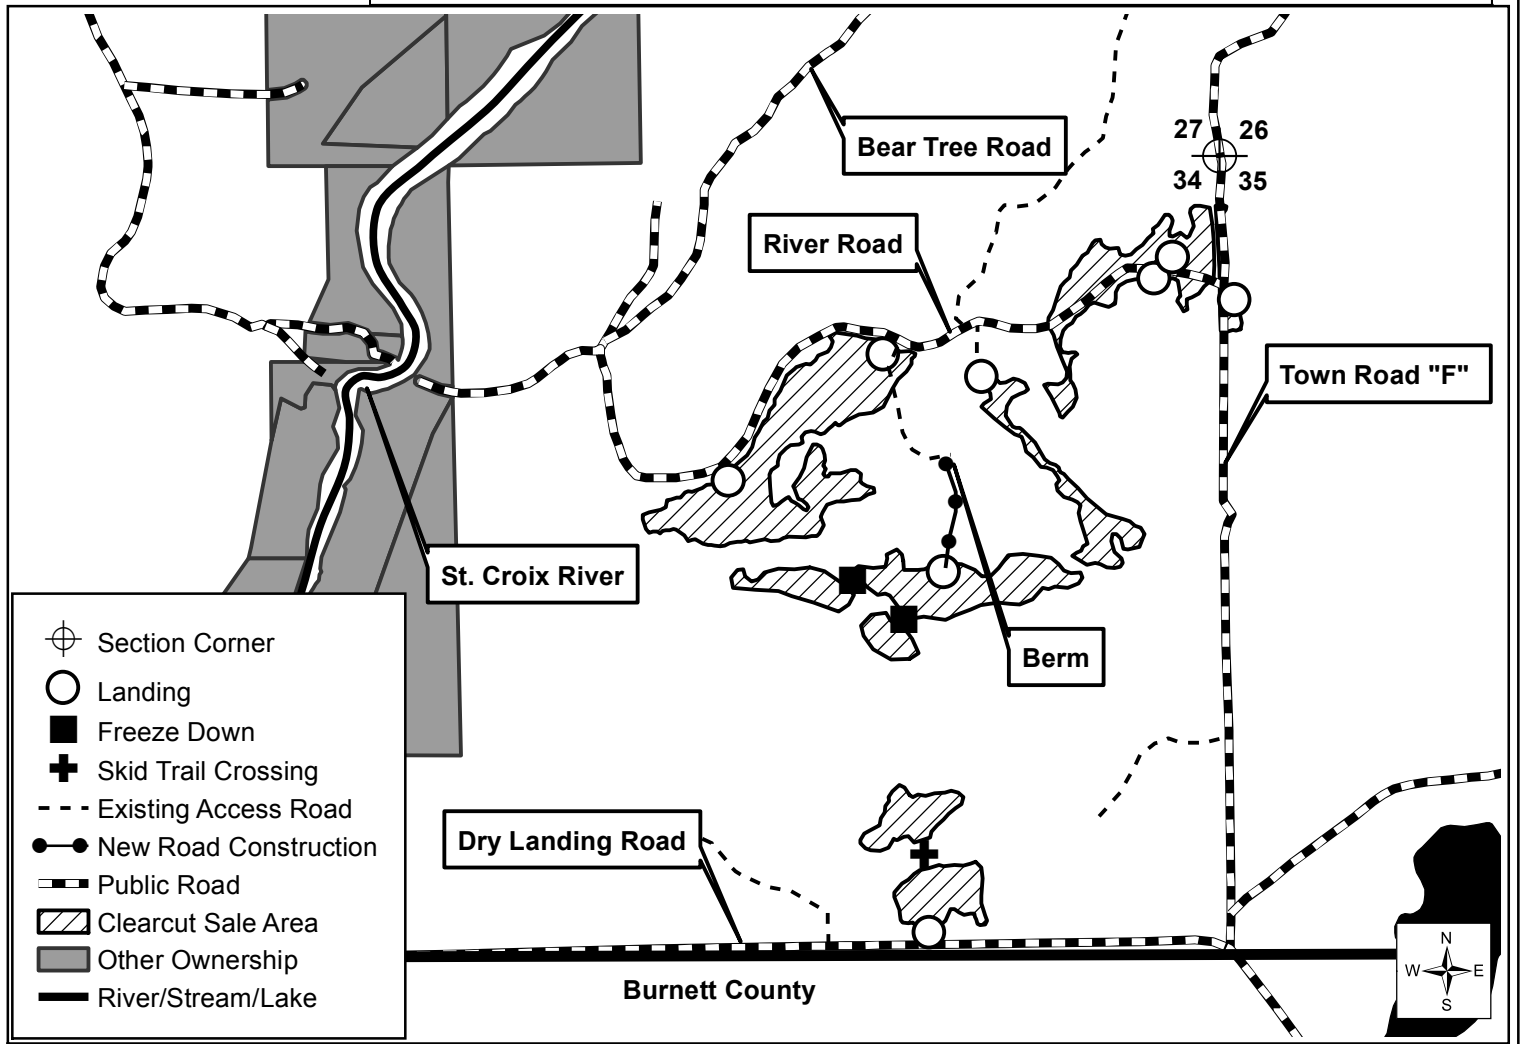 27 26
34 35
Bear Tree Road
River Road
Town Road "F"
St. Croix River
Berm
Dry Landing Road
Burnett County
Section Corner
Landing
Freeze Down
Skid Trail Crossing
Existing Access Road
New Road Construction
Public Road
Clearcut Sale Area
Other Ownership
River/Stream/Lake
N
W E
S